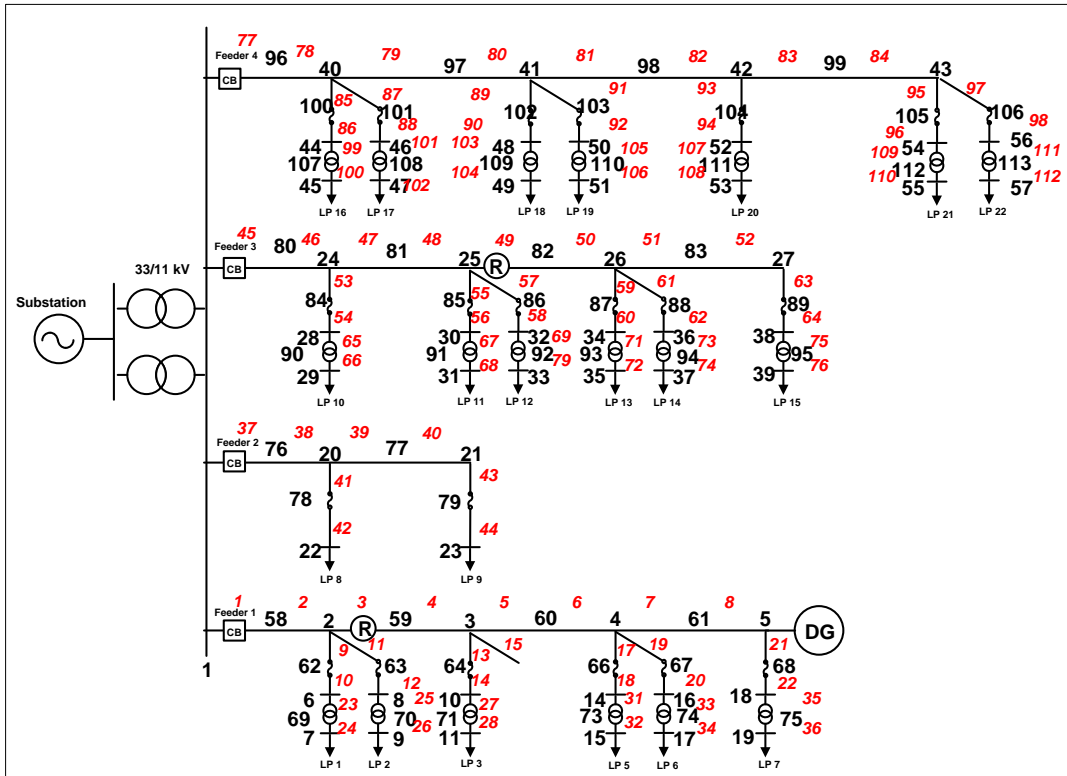 77
Feeder 4
CB
96 78 40 79 97 80 41 81 98 82 42 83 99 84 43
100 85 87 101 89 102 91 103 93 104 95 105 97 106
86 88 90 92 94 96 98
44 99 46 101 103 48 50 105 107 52 109 54 56 111
107 100 108 104 109 110 106 108 111 110 112 113 112
45 47 102 49 51 53 55 57
LP 16 LP 17 LP 18 LP 19 LP 20 LP 21 LP 22
45
Feeder 3
CB
80 46 24 47 81 48 25 49 R 82 50 26 51 83 52 27
33/11 kV
Substation
53 55 57 59 61 63
84 85 86 87 88 89
54 56 58 60 62 64
28 65 30 67 32 69 34 71 36 73 38 75
90 66 91 68 92 79 93 72 94 74 95 76
29 31 33 35 37 39
LP 10 LP 11 LP 12 LP 13 LP 14 LP 15
37
Feeder 2
CB
76 38 20 39 77 40 21
41 43
78 79
42 44
22 23
LP 8 LP 9
1
Feeder 1
CB
58 2 2 3 R 59 4 3 5 60 6 4 7 61 8 5 DG
1
9 11 13 15 17 19 21
62 63 64 66 67 68
10 12 14 18 20 22
6 23 8 25 10 27 14 31 16 33 18 35
69 24 70 26 71 28 73 32 74 34 75 36
7 9 11 15 17 19
LP 1 LP 2 LP 3 LP 5 LP 6 LP 7